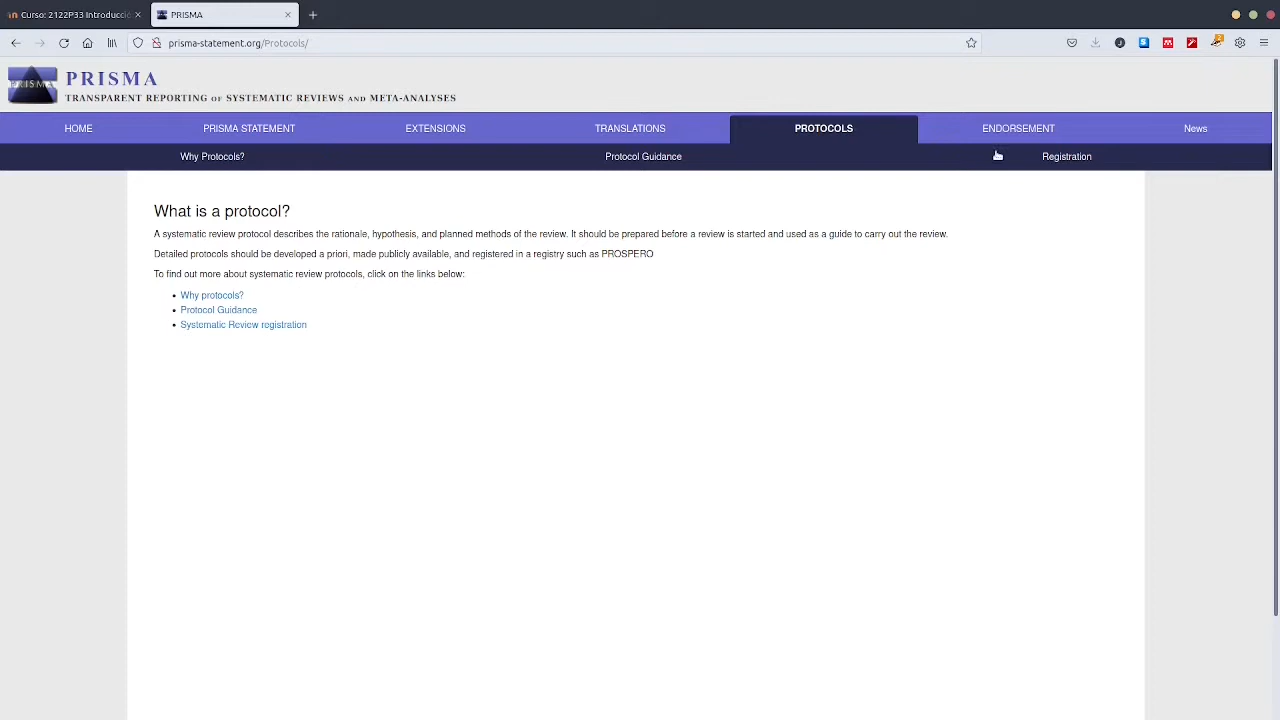 Curso: 2122P33 Introducció
PRISMA
prisma-statement.org/Protocols/
PRISMA
PRISMA
TRANSPARENT REPORTING OF SYSTEMATIC REVIEWS AND META-ANALYSES
HOME
PRISMA STATEMENT
EXTENSIONS
TRANSLATIONS
PROTOCOLS
ENDORSEMENT
News
Why Protocols?
Protocol Guidance
Registration
What is a protocol?
A systematic review protocol describes the rationale, hypothesis, and planned methods of the review. It should be prepared before a review is started and used as a guide to carry out the review.
Detailed protocols should be developed a priori, made publicly available, and registered in a registry such as PROSPERO
To find out more about systematic review protocols, click on the links below:
Why protocols?
Protocol Guidance
Systematic Review registration